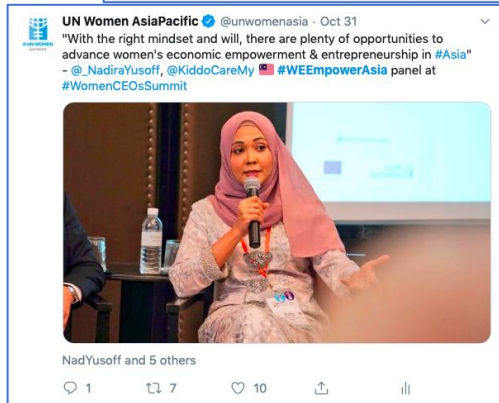 UN Women AsiaPacific @unwomenasia · Oct 31
"With the right mindset and will, there are plenty of opportunities to
advance women's economic empowerment & entrepreneurship in #Asia"
- @_NadiraYusoff, @KiddoCareMy 🇲🇾 #WEEmpowerAsia panel at
#WomenCEOsSummit
UN WOMEN
NadYusoff and 5 others
1 7 10